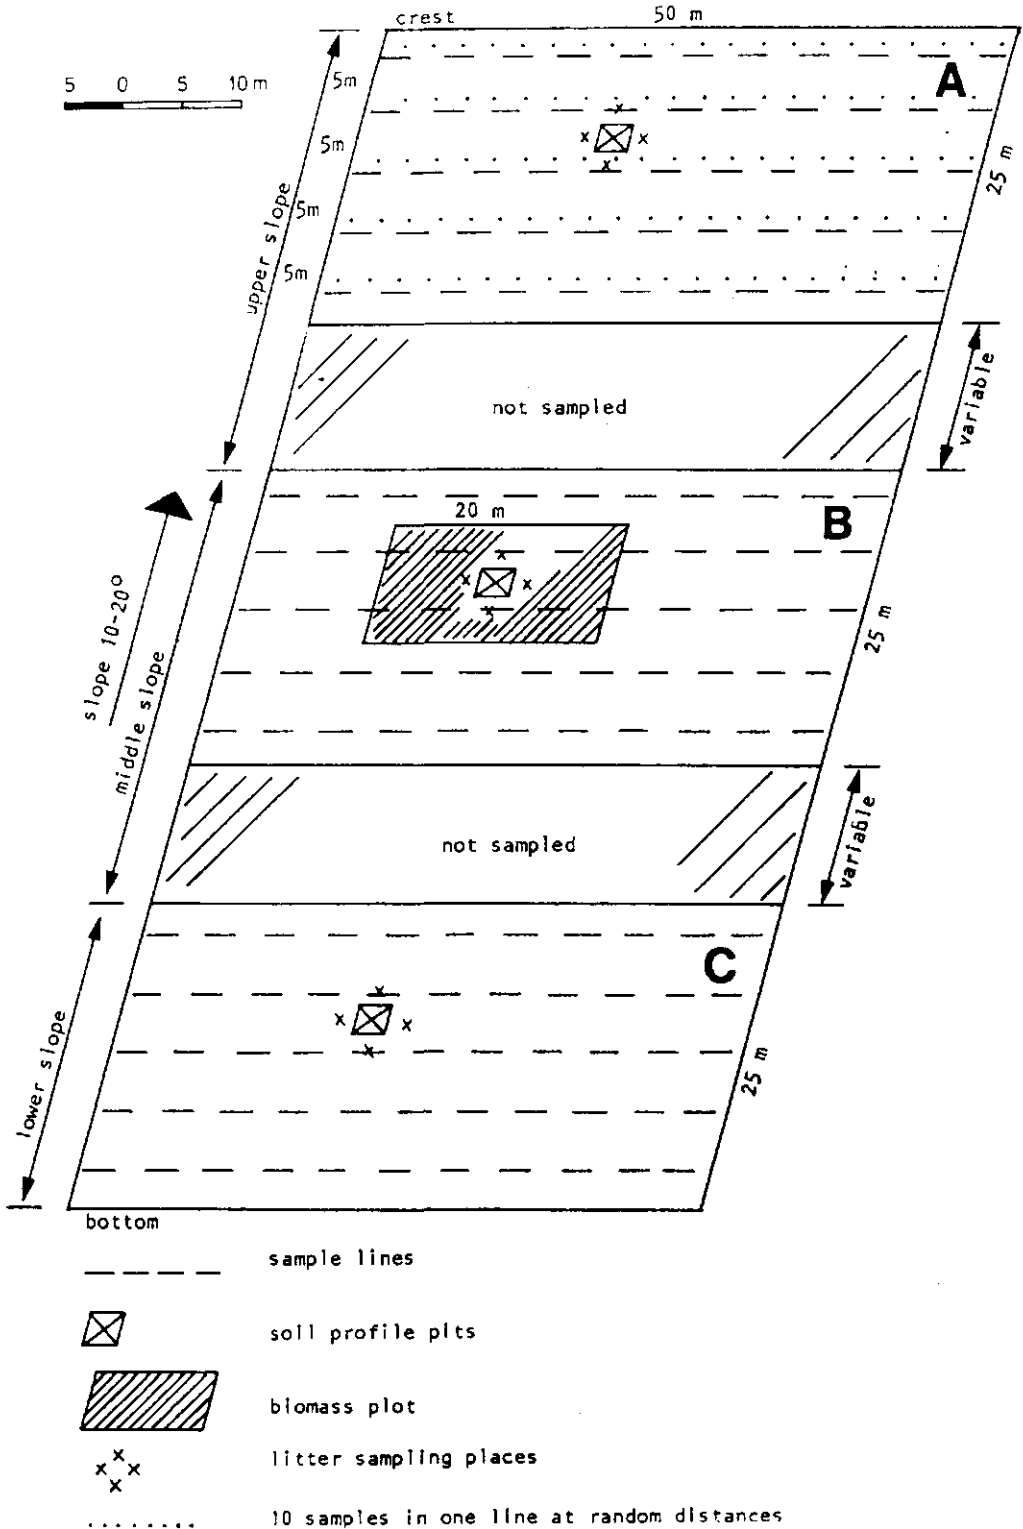 crest 50 m
5 0 5 10 m
5m
A
5m
25 m
5m
upper slope
5m
not sampled
variable
20 m
B
slope 10-20°
middle slope
25 m
not sampled
variable
C
lower slope
25 m
bottom
sample lines
soil profile pits
biomass plot
litter sampling places
10 samples in one line at random distances